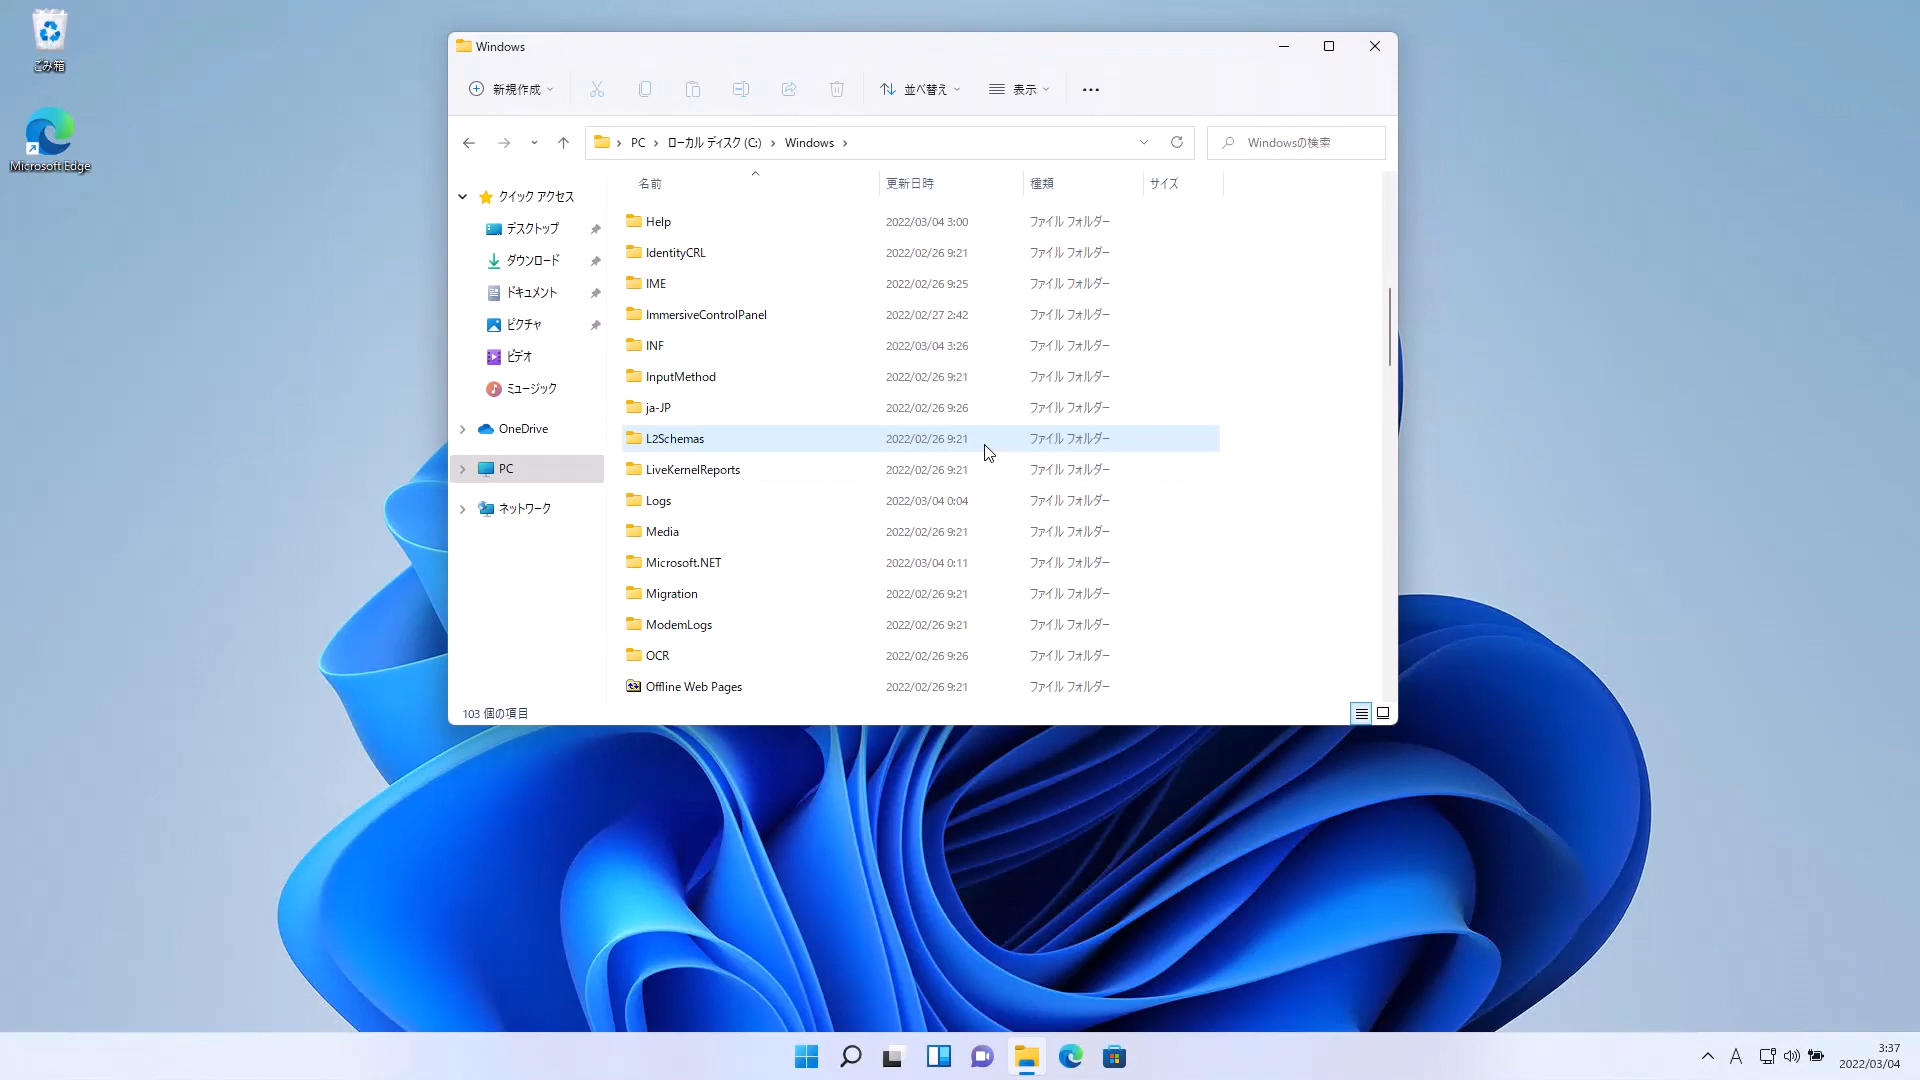 ごみ箱
Microsoft Edge
Windows
新規作成
並べ替え
表示
PC
ローカル ディスク (C:)
Windows
Windowsの検索
クイック アクセス
デスクトップ
ダウンロード
ドキュメント
ピクチャ
ビデオ
ミュージック
OneDrive
PC
ネットワーク
名前 更新日時 種類 サイズ
Help 2022/03/04 3:00 ファイル フォルダー
IdentityCRL 2022/02/26 9:21 ファイル フォルダー
IME 2022/02/26 9:25 ファイル フォルダー
ImmersiveControlPanel 2022/02/27 2:42 ファイル フォルダー
INF 2022/03/04 3:26 ファイル フォルダー
InputMethod 2022/02/26 9:21 ファイル フォルダー
ja-JP 2022/02/26 9:26 ファイル フォルダー
L2Schemas 2022/02/26 9:21 ファイル フォルダー
LiveKernelReports 2022/02/26 9:21 ファイル フォルダー
Logs 2022/03/04 0:04 ファイル フォルダー
Media 2022/02/26 9:21 ファイル フォルダー
Microsoft.NET 2022/03/04 0:11 ファイル フォルダー
Migration 2022/02/26 9:21 ファイル フォルダー
ModemLogs 2022/02/26 9:21 ファイル フォルダー
OCR 2022/02/26 9:26 ファイル フォルダー
Offline Web Pages 2022/02/26 9:21 ファイル フォルダー
103 個の項目
A
3:37
2022/03/04